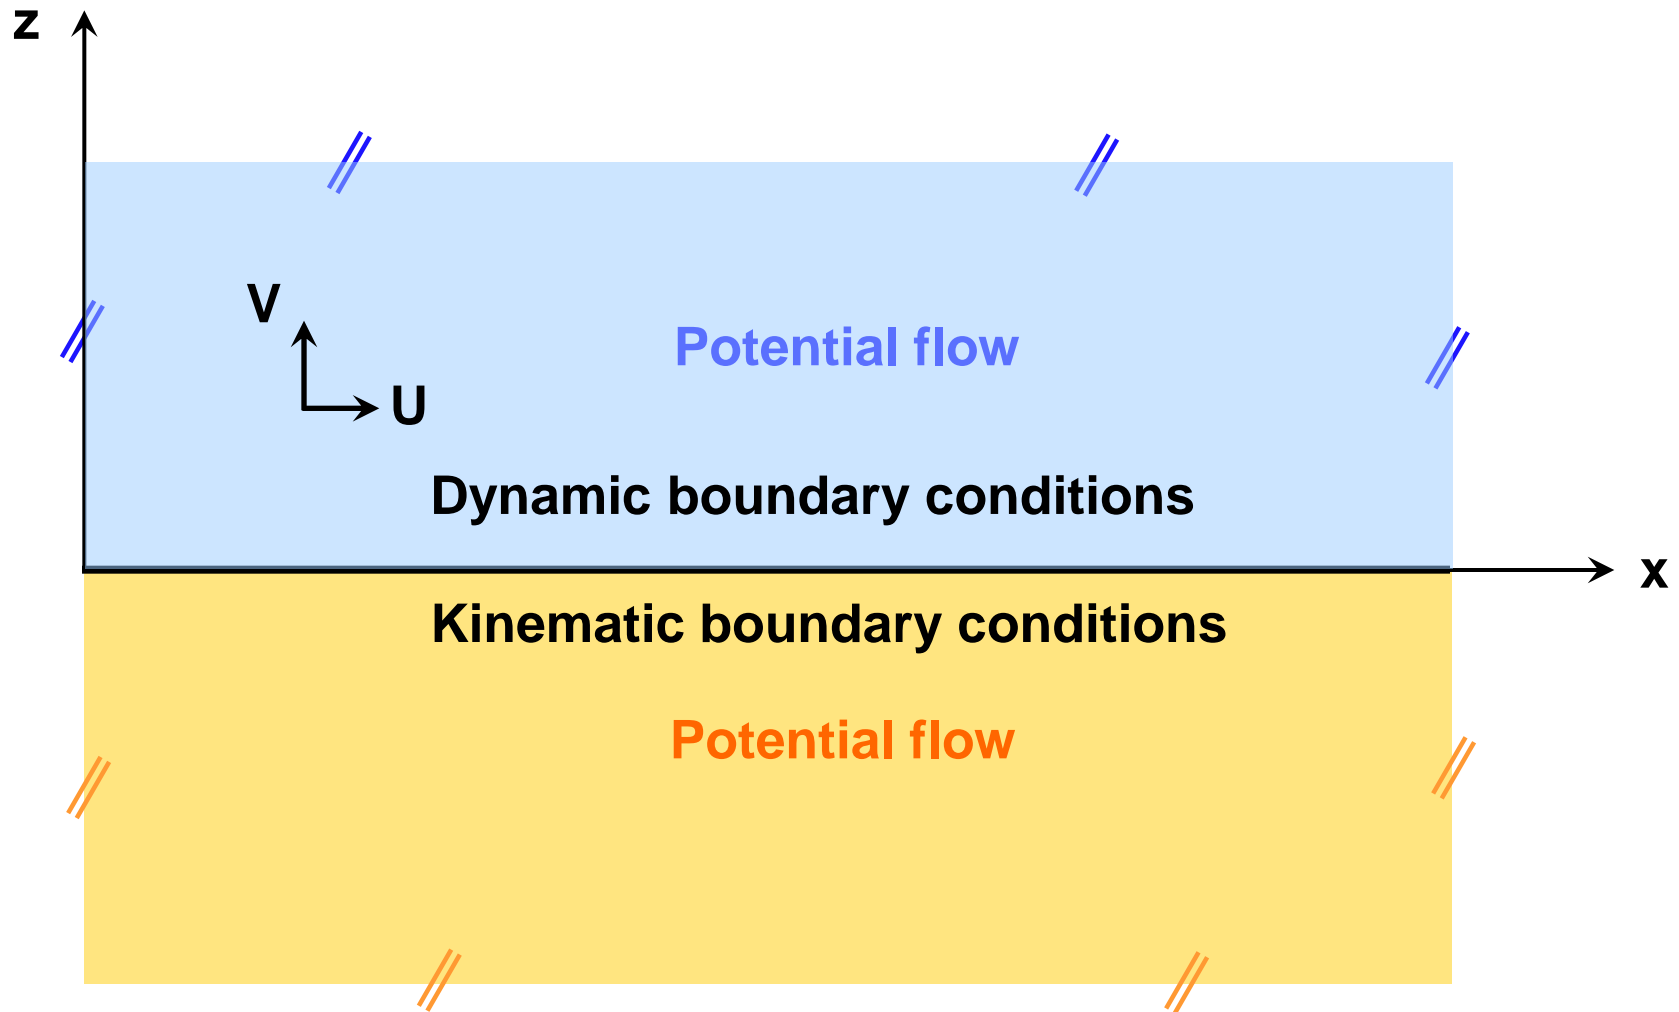 z
V
Potential flow
U
Dynamic boundary conditions
x
Kinematic boundary conditions
Potential flow